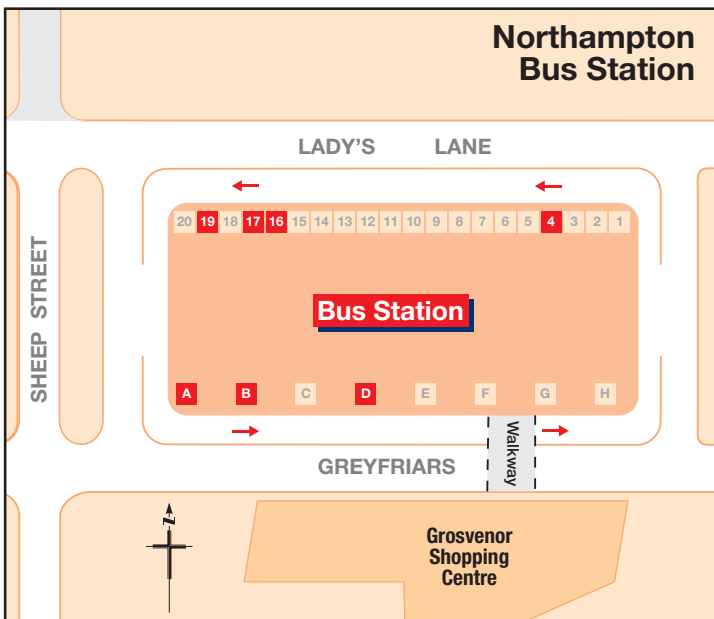 Northampton
Bus Station
LADY'S LANE
20 19 18 17 16 15 14 13 12 11 10 9 8 7 6 5 4 3 2 1
SHEEP STREET
Bus Station
A B C D E F G H
Walkway
GREYFRIARS
N
Grosvenor
Shopping
Centre